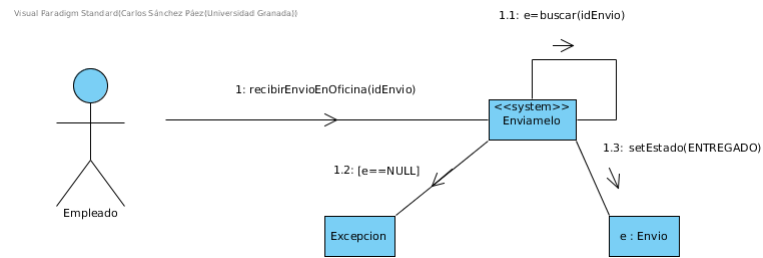 Visual Paradigm Standard(Carlos Sánchez Páez(Universidad Granada))
1.1: e=buscar(idEnvio)
1: recibirEnvioEnOficina(idEnvio)
<<system>>
Enviamelo
1.3: setEstado(ENTREGADO)
1.2: [e==NULL]
Empleado
Excepcion
e : Envio